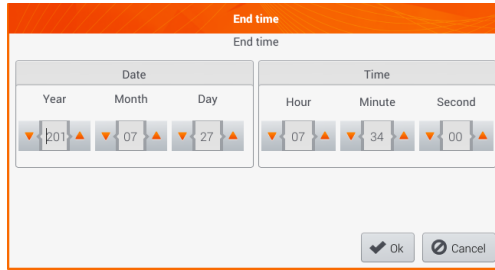 End time
End time
Date Time
Year Month Day Hour Minute Second
201 07 27 07 34 00
Ok Cancel